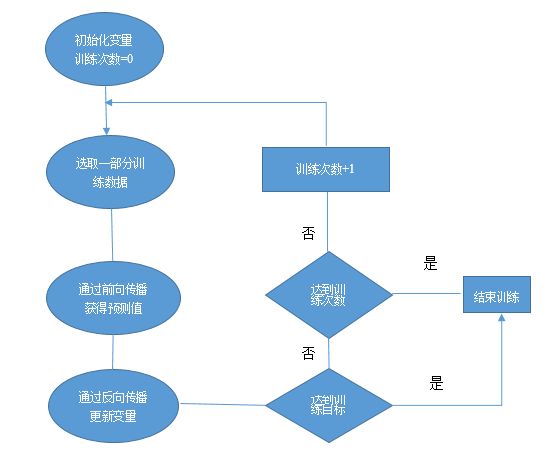 初始化变量
训练次数=0
选取一部分训
练数据
训练次数+1
否
是
通过前向传播
获得预测值
达到训
练次数
结束训练
否
是
通过反向传播
更新变量
达到训
练目标